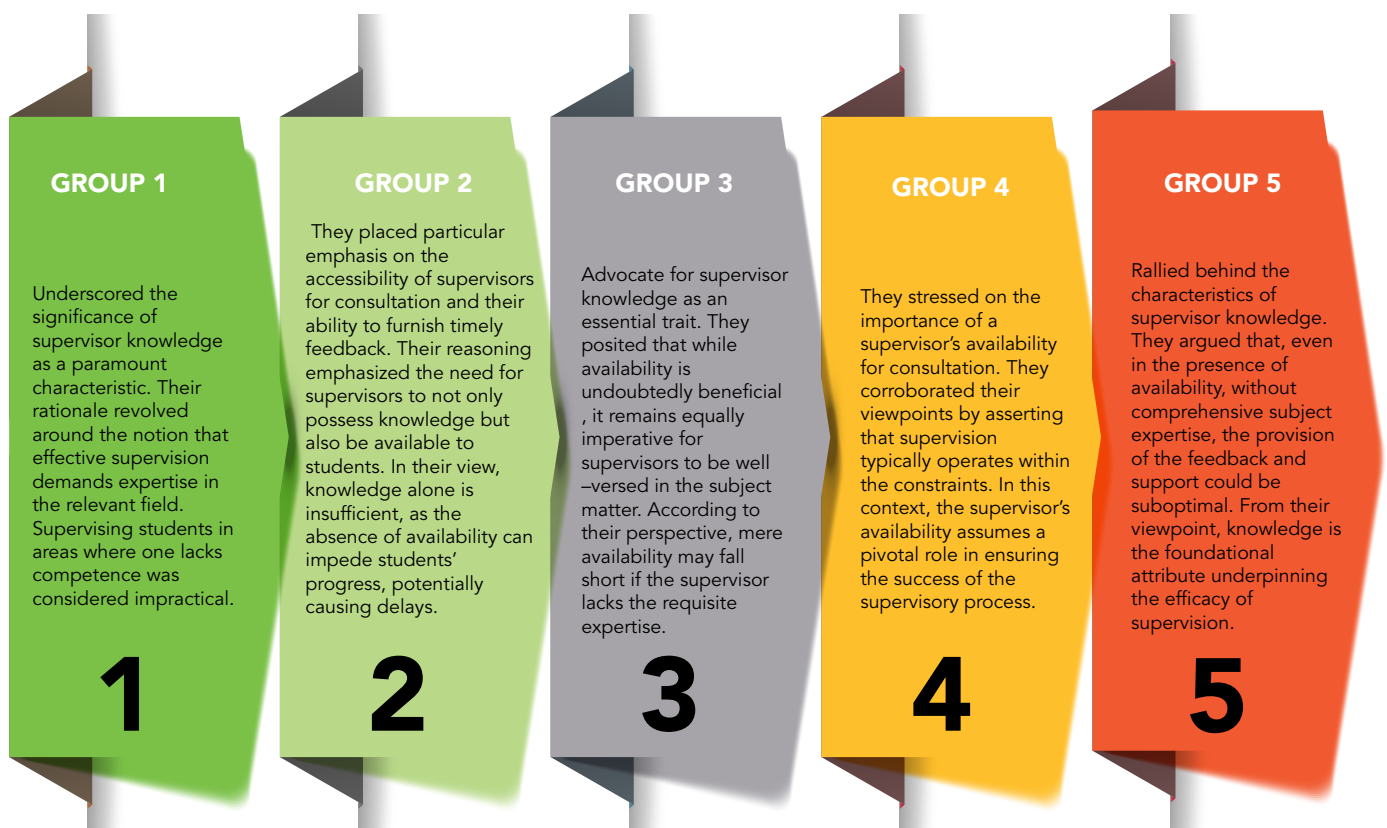 GROUP 1
Underscored the
significance of
supervisor knowledge
as a paramount
characteristic. Their
rationale revolved
around the notion that
effective supervision
demands expertise in
the relevant field.
Supervising students in
areas where one lacks
competence was
considered impractical.
1
GROUP 2
They placed particular
emphasis on the
accessibility of supervisors
for consultation and their
ability to furnish timely
feedback. Their reasoning
emphasized the need for
supervisors to not only
possess knowledge but
also be available to
students. In their view,
knowledge alone is
insufficient, as the
absence of availability can
impede students’
progress, potentially
causing delays.
2
GROUP 3
Advocate for supervisor
knowledge as an
essential trait. They
posited that while
availability is
undoubtedly beneficial
, it remains equally
imperative for
supervisors to be well
–versed in the subject
matter. According to
their perspective, mere
availability may fall
short if the supervisor
lacks the requisite
expertise.
3
GROUP 4
They stressed on the
importance of a
supervisor’s availability
for consultation. They
corroborated their
viewpoints by asserting
that supervision
typically operates within
the constraints. In this
context, the supervisor’s
availability assumes a
pivotal role in ensuring
the success of the
supervisory process.
4
GROUP 5
Rallied behind the
characteristics of
supervisor knowledge.
They argued that, even
in the presence of
availability, without
comprehensive subject
expertise, the provision
of the feedback and
support could be
suboptimal. From their
viewpoint, knowledge is
the foundational
attribute underpinning
the efficacy of
supervision.
5